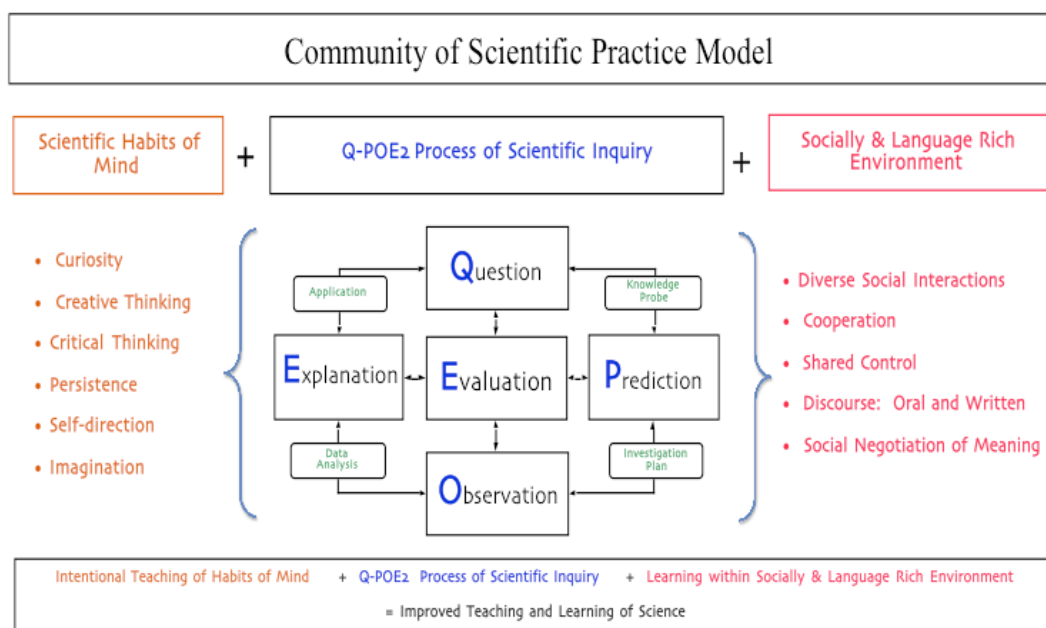 Community of Scientific Practice Model
Scientific Habits of
Mind
+
Q-POE2 Process of Scientific Inquiry
+
Socially & Language Rich
Environment
• Curiosity
• Creative Thinking
• Critical Thinking
• Persistence
• Self-direction
• Imagination
Question
Application
Knowledge
Probe
Explanation
Evaluation
Prediction
Data
Analysis
Investigation
Plan
Observation
• Diverse Social Interactions
• Cooperation
• Shared Control
• Discourse: Oral and Written
• Social Negotiation of Meaning
Intentional Teaching of Habits of Mind + Q-POE2 Process of Scientific Inquiry + Learning within Socially & Language Rich Environment
= Improved Teaching and Learning of Science